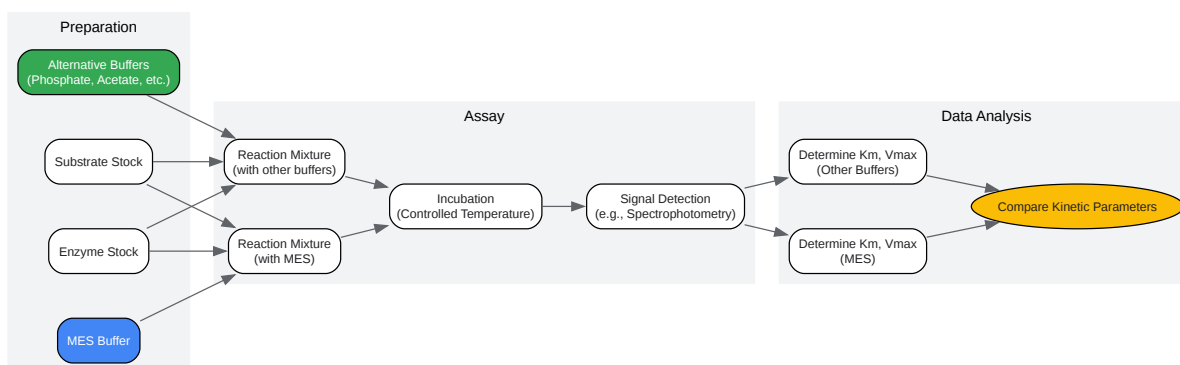 Preparation
Alternative Buffers
(Phosphate, Acetate, etc.)
Substrate Stock
Enzyme Stock
MES Buffer
Assay
Reaction Mixture
(with other buffers)
Reaction Mixture
(with MES)
Incubation
(Controlled Temperature)
Signal Detection
(e.g., Spectrophotometry)
Data Analysis
Determine Km, Vmax
(Other Buffers)
Determine Km, Vmax
(MES)
Compare Kinetic Parameters